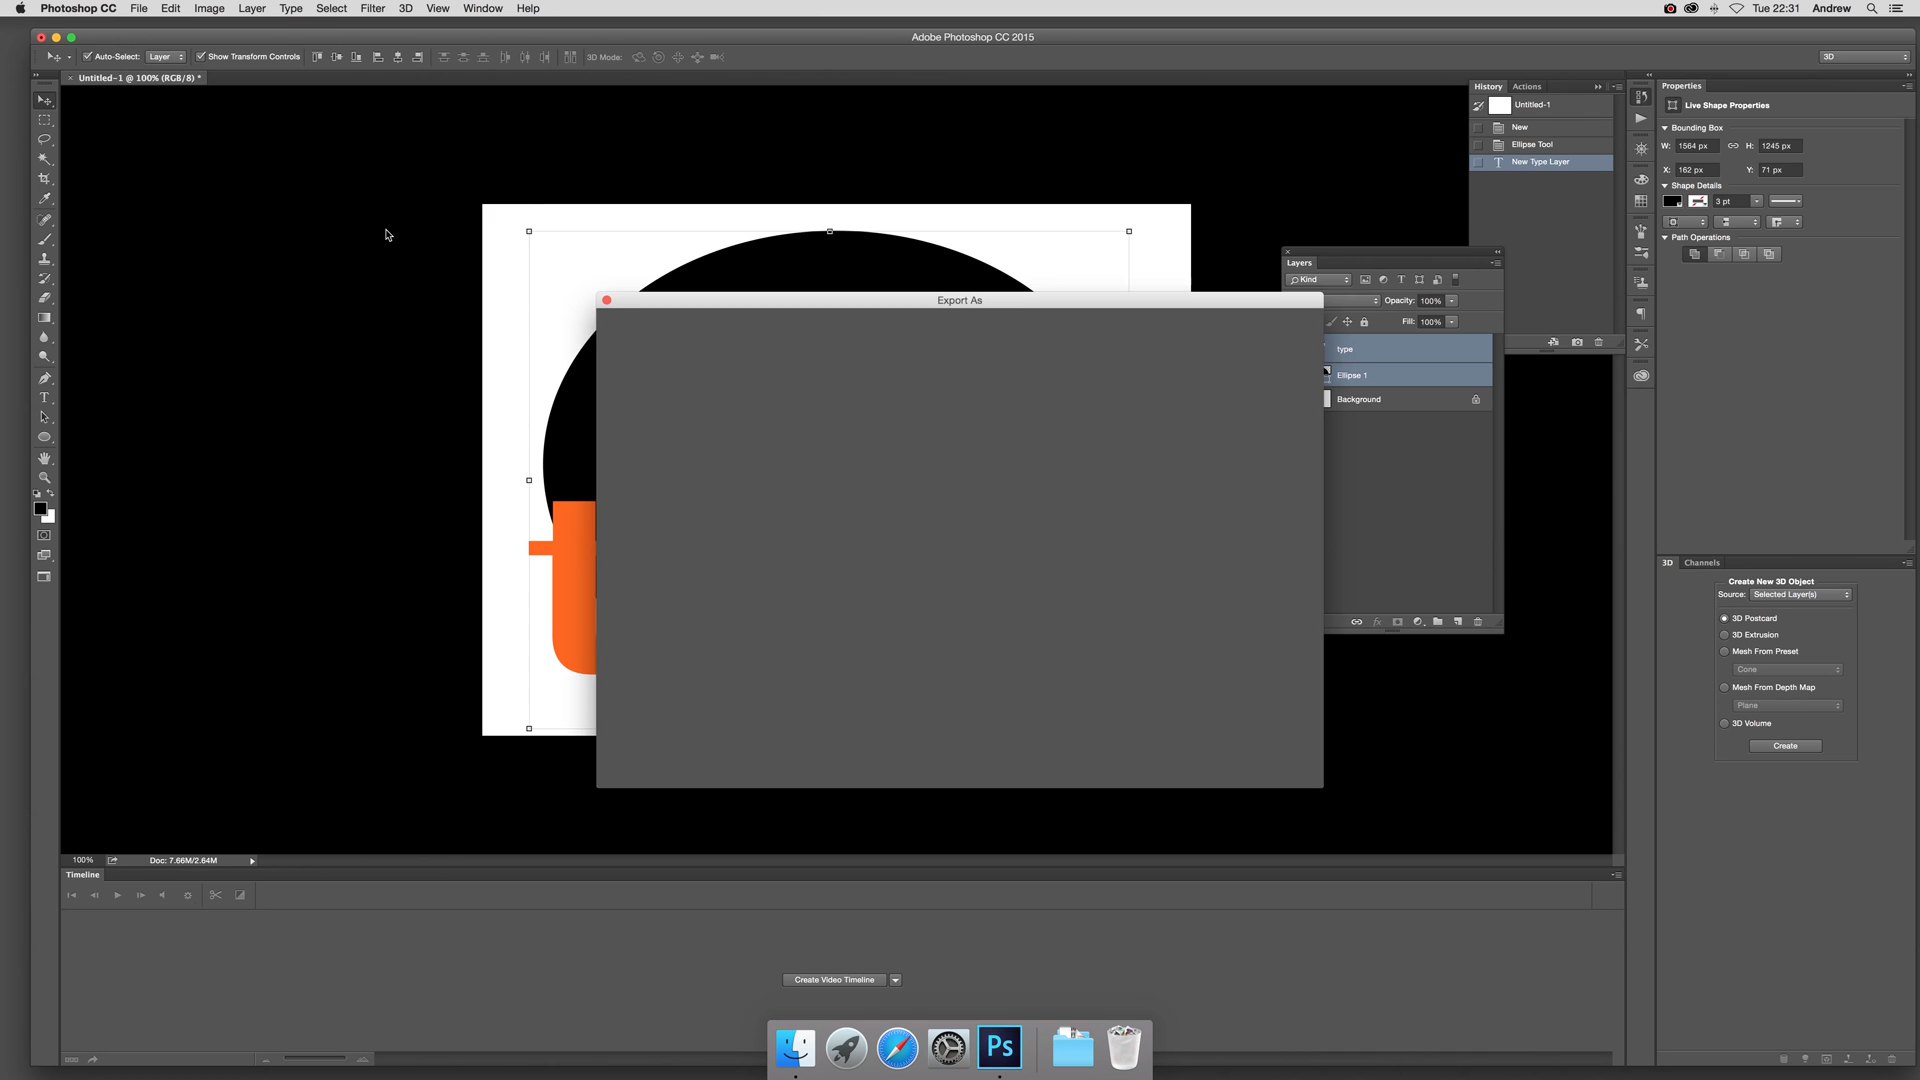 Photoshop CC File Edit Image Layer Type Select Filter 3D View Window Help Tue 22:31 Andrew
Adobe Photoshop CC 2015
Auto-Select: Layer Show Transform Controls 3D Mode: 3D
× Untitled-1 @ 100% (RGB/8) *
History Actions
Untitled-1
New
Ellipse Tool
New Type Layer
Properties
Live Shape Properties
Bounding Box
W: 1564 px H: 1245 px
X: 162 px Y: 71 px
Shape Details
3 pt
Path Operations
Layers
Kind
Opacity: 100%
Fill: 100%
type
Ellipse 1
Background
Export As
3D Channels
Create New 3D Object
Source: Selected Layer(s)
3D Postcard
3D Extrusion
Mesh From Preset
Cone
Mesh From Depth Map
Plane
3D Volume
Create
100% Doc: 7.66M/2.64M
Timeline
Create Video Timeline
Ps